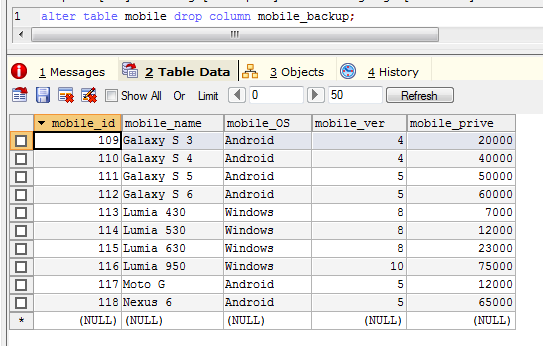 1 alter table mobile drop column mobile_backup;
1 Messages 2 Table Data 3 Objects 4 History
Show All Or Limit 0 50 Refresh
mobile_id mobile_name mobile_OS mobile_ver mobile_prive
109 Galaxy S 3 Android 4 20000
110 Galaxy S 4 Android 4 40000
111 Galaxy S 5 Android 5 50000
112 Galaxy S 6 Android 5 60000
113 Lumia 430 Windows 8 7000
114 Lumia 530 Windows 8 12000
115 Lumia 630 Windows 8 23000
116 Lumia 950 Windows 10 75000
117 Moto G Android 5 12000
118 Nexus 6 Android 5 65000
* (NULL) (NULL) (NULL) (NULL) (NULL)